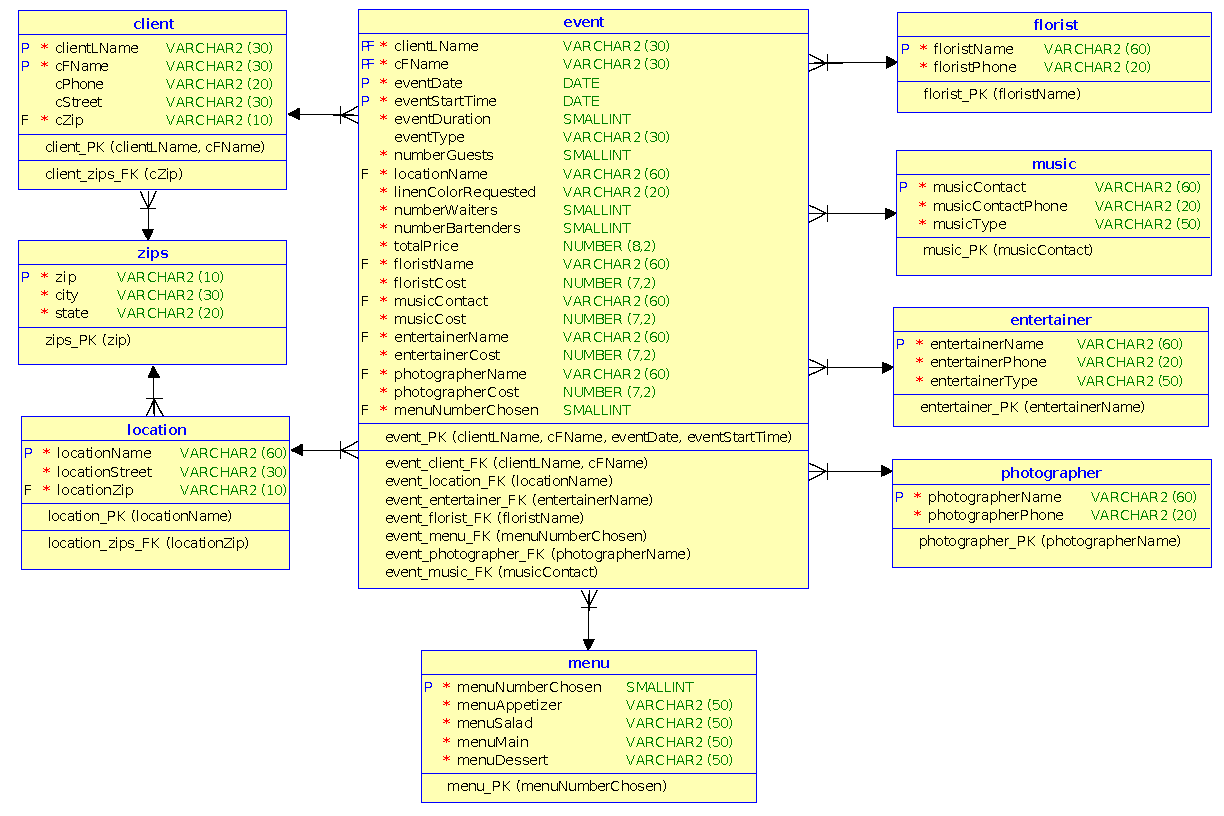 client
P * clientLName VARCHAR2 (30)
P * cFName VARCHAR2 (30)
cPhone VARCHAR2 (20)
cStreet VARCHAR2 (30)
F * cZip VARCHAR2 (10)
client_PK (clientLName, cFName)
client_zips_FK (cZip)
zips
P * zip VARCHAR2 (10)
* city VARCHAR2 (30)
* state VARCHAR2 (20)
zips_PK (zip)
location
P * locationName VARCHAR2 (60)
* locationStreet VARCHAR2 (30)
F * locationZip VARCHAR2 (10)
location_PK (locationName)
location_zips_FK (locationZip)
event
PF * clientLName VARCHAR2 (30)
PF * cFName VARCHAR2 (30)
P * eventDate DATE
P * eventStartTime DATE
* eventDuration SMALLINT
eventType VARCHAR2 (30)
* numberGuests SMALLINT
F * locationName VARCHAR2 (60)
* linenColorRequested VARCHAR2 (20)
* numberWaiters SMALLINT
* numberBartenders SMALLINT
* totalPrice NUMBER (8,2)
F * floristName VARCHAR2 (60)
* floristCost NUMBER (7,2)
F * musicContact VARCHAR2 (60)
* musicCost NUMBER (7,2)
F * entertainerName VARCHAR2 (60)
* entertainerCost NUMBER (7,2)
F * photographerName VARCHAR2 (60)
* photographerCost NUMBER (7,2)
F * menuNumberChosen SMALLINT
event_PK (clientLName, cFName, eventDate, eventStartTime)
event_client_FK (clientLName, cFName)
event_location_FK (locationName)
event_entertainer_FK (entertainerName)
event_florist_FK (floristName)
event_menu_FK (menuNumberChosen)
event_photographer_FK (photographerName)
event_music_FK (musicContact)
menu
P * menuNumberChosen SMALLINT
* menuAppetizer VARCHAR2 (50)
* menuSalad VARCHAR2 (50)
* menuMain VARCHAR2 (50)
* menuDessert VARCHAR2 (50)
menu_PK (menuNumberChosen)
florist
P * floristName VARCHAR2 (60)
* floristPhone VARCHAR2 (20)
florist_PK (floristName)
music
P * musicContact VARCHAR2 (60)
* musicContactPhone VARCHAR2 (20)
* musicType VARCHAR2 (50)
music_PK (musicContact)
entertainer
P * entertainerName VARCHAR2 (60)
* entertainerPhone VARCHAR2 (20)
* entertainerType VARCHAR2 (50)
entertainer_PK (entertainerName)
photographer
P * photographerName VARCHAR2 (60)
* photographerPhone VARCHAR2 (20)
photographer_PK (photographerName)